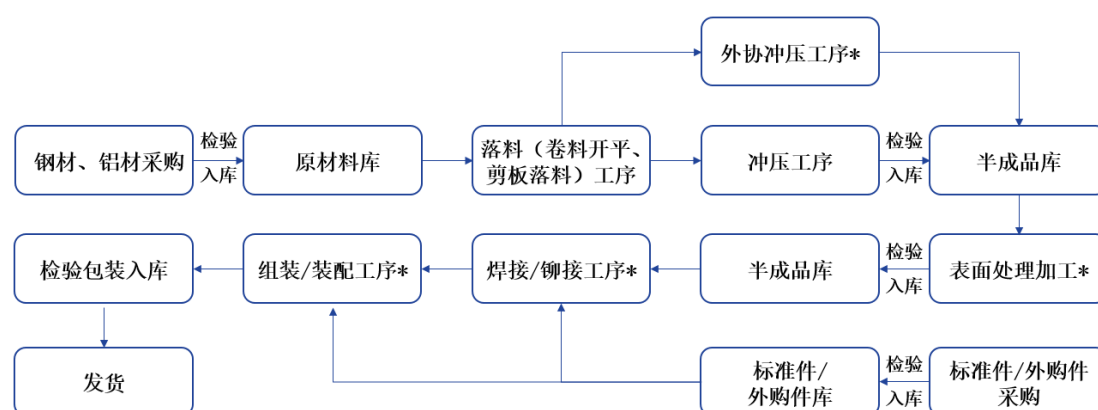 外协冲压工序*
钢材、铝材采购
检验
入库
原材料库
落料（卷料开平、
剪板落料）工序
冲压工序
检验
入库
半成品库
检验包装入库
组装/装配工序*
焊接/铆接工序*
半成品库
检验
入库
表面处理加工*
发货
标准件/
外购件库
检验
入库
标准件/外购件
采购